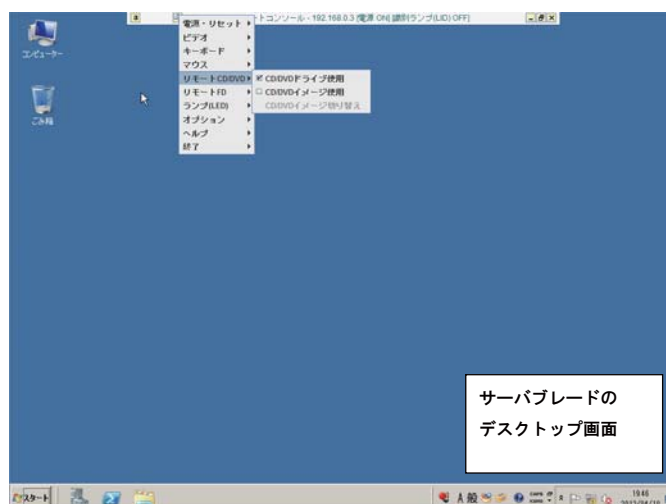 リモートコンソール - 192.168.0.3 [電源 ON] [識別ランプ(LID) OFF]
電源・リセット
ビデオ
キーボード
マウス
リモートCD/DVD
リモートFD
ランプ(LED)
オプション
ヘルプ
終了
CD/DVDドライブ使用
CD/DVDイメージ使用
CD/DVDイメージ切り替え
コンピューター
ごみ箱
サーバブレードの
デスクトップ画面
スタート
A 般
19:46